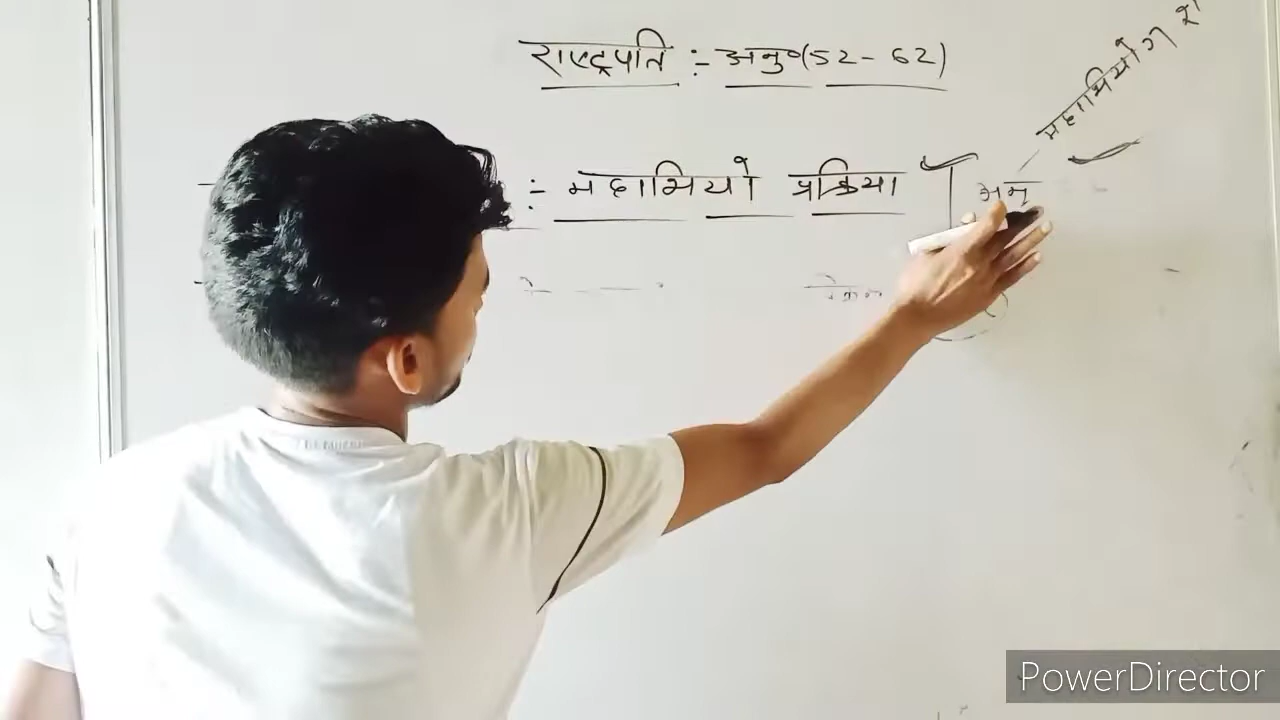 राष्ट्रपति :- अनु०(52 - 62)
महाभियोग
:- महाभियो प्रक्रिया
PowerDirector